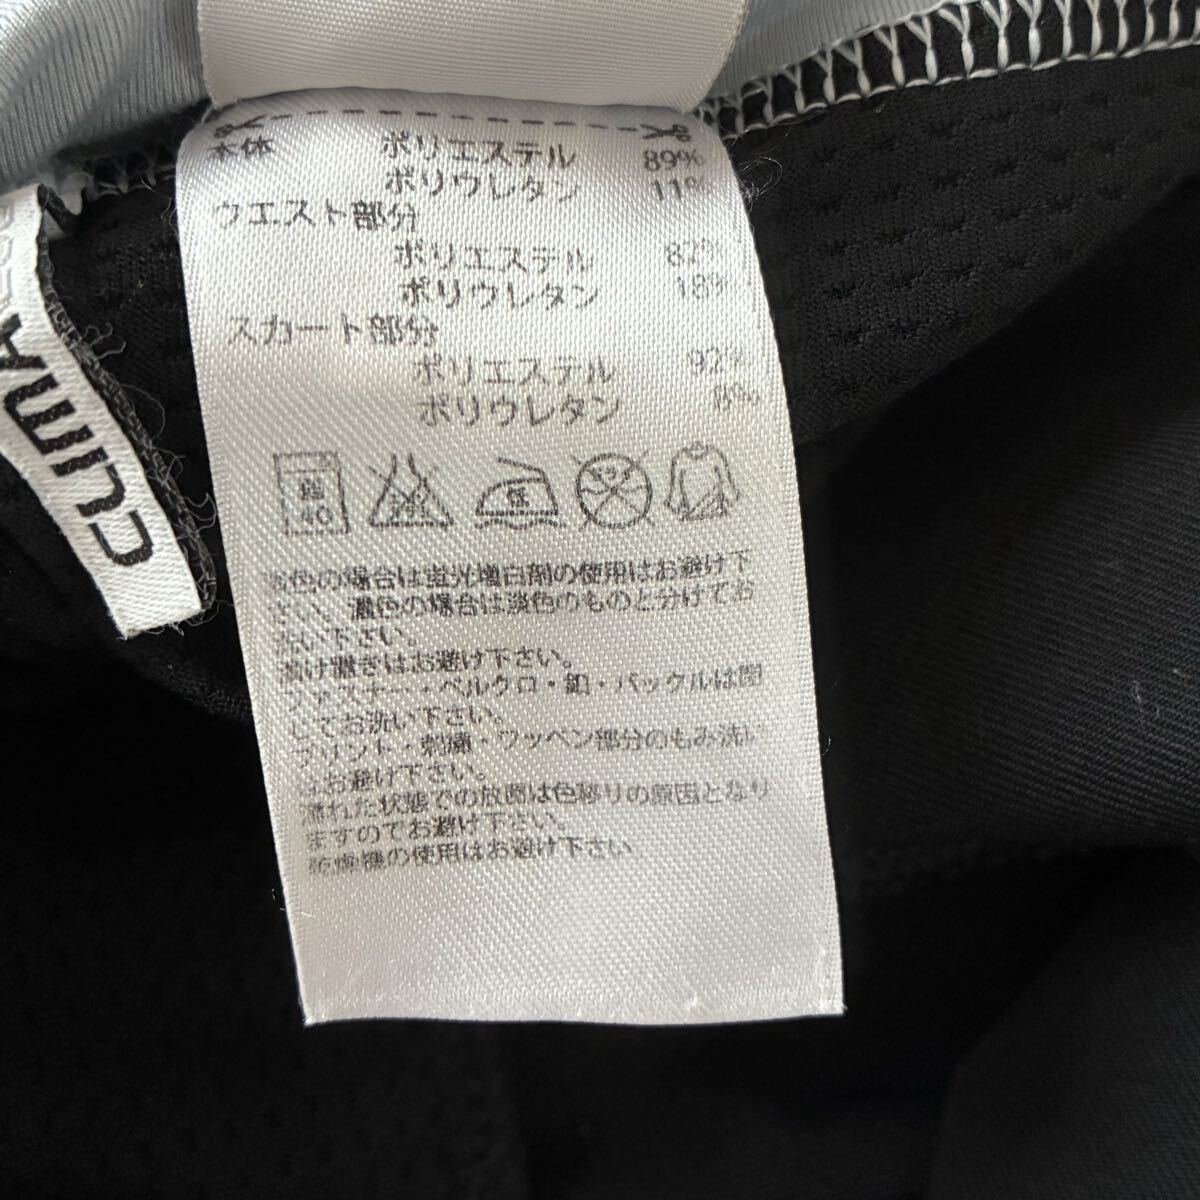 本体 ポリエステル 89%
ポリウレタン 11%
ウエスト部分
ポリエステル 82%
ポリウレタン 18%
スカート部分
ポリエステル 92%
ポリウレタン 8%
弱 40
低
淡色の場合は蛍光増白剤の使用はお避け下
さい。濃色の場合は淡色のものと分けてお
洗い下さい。
漬け置きはお避け下さい。
ファスナー・ベルクロ・釦・バックルは閉
してお洗い下さい。
プリント・刺繍・ワッペン部分のもみ洗い
はお避け下さい。
濡れた状態での放置は色移りの原因となり
ますのでお避け下さい。
乾燥機の使用はお避け下さい
CLIMA